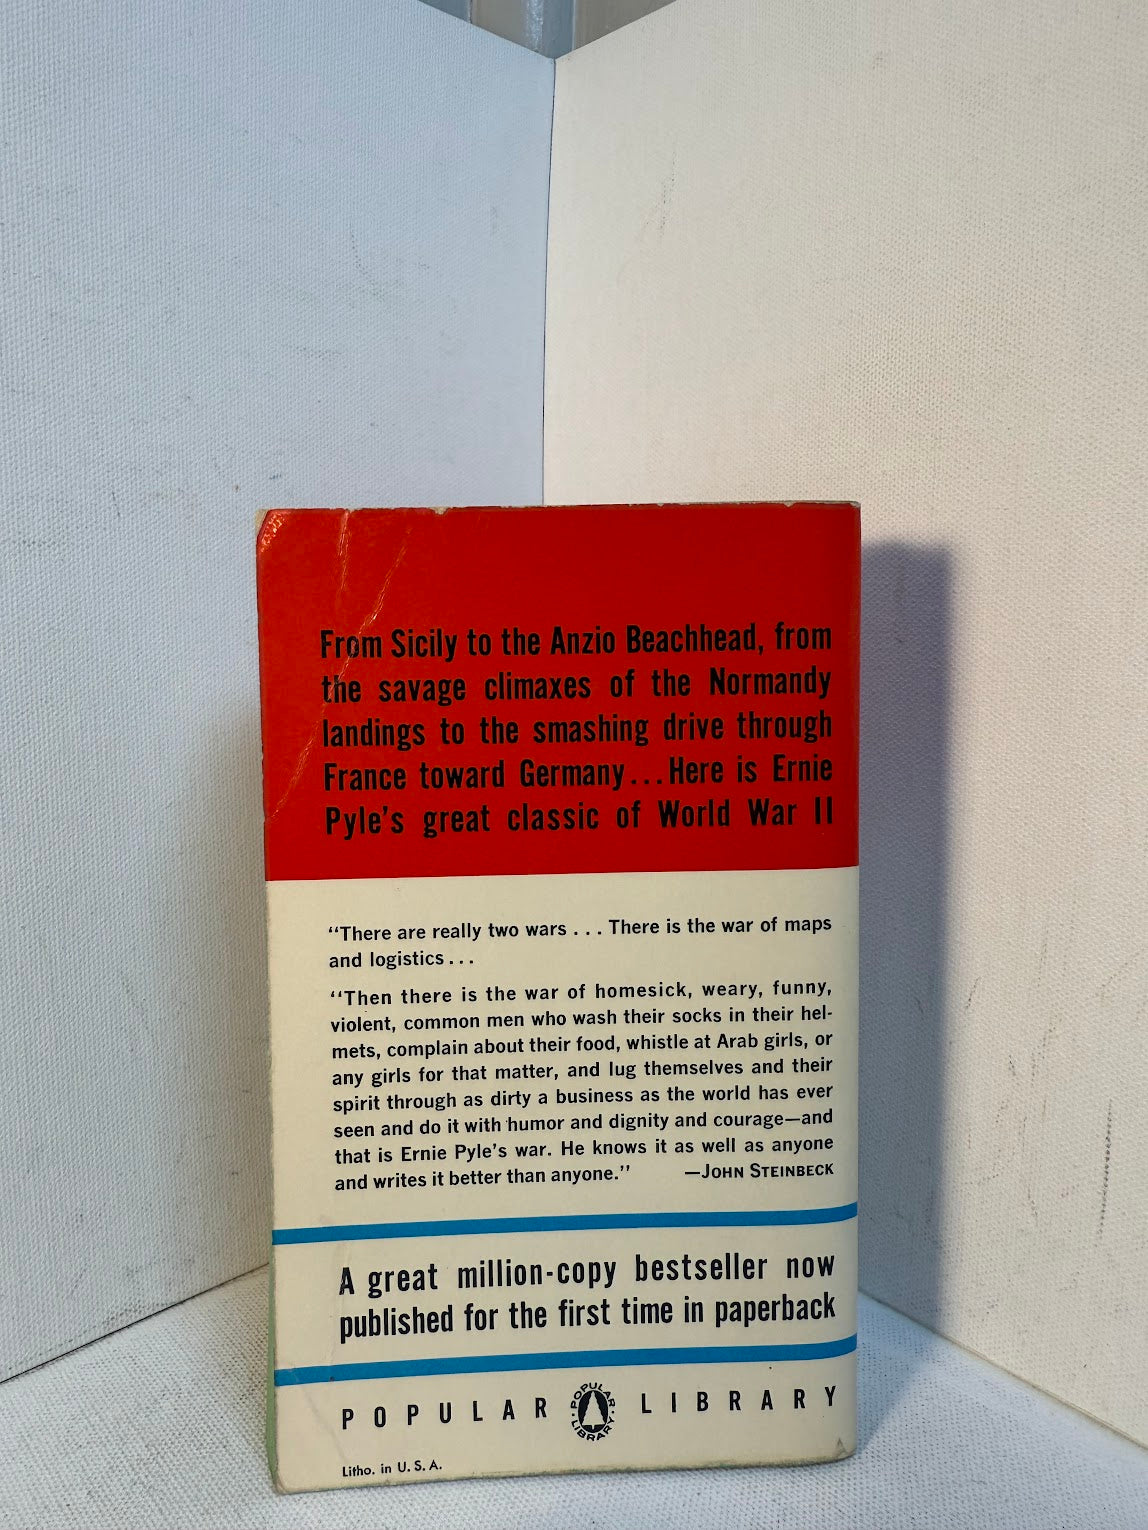 From Sicily to the Anzio Beachhead, from
the savage climaxes of the Normandy
landings to the smashing drive through
France toward Germany...Here is Ernie
Pyle's great classic of World War II
“There are really two wars . . . There is the war of maps
and logistics . . .
“Then there is the war of homesick, weary, funny,
violent, common men who wash their socks in their hel-
mets, complain about their food, whistle at Arab girls, or
any girls for that matter, and lug themselves and their
spirit through as dirty a business as the world has ever
seen and do it with humor and dignity and courage—and
that is Ernie Pyle's war. He knows it as well as anyone
and writes it better than anyone.” —JOHN STEINBECK
A great million-copy bestseller now
published for the first time in paperback
POPULAR POPULAR LIBRARY LIBRARY
Litho. in U. S. A.